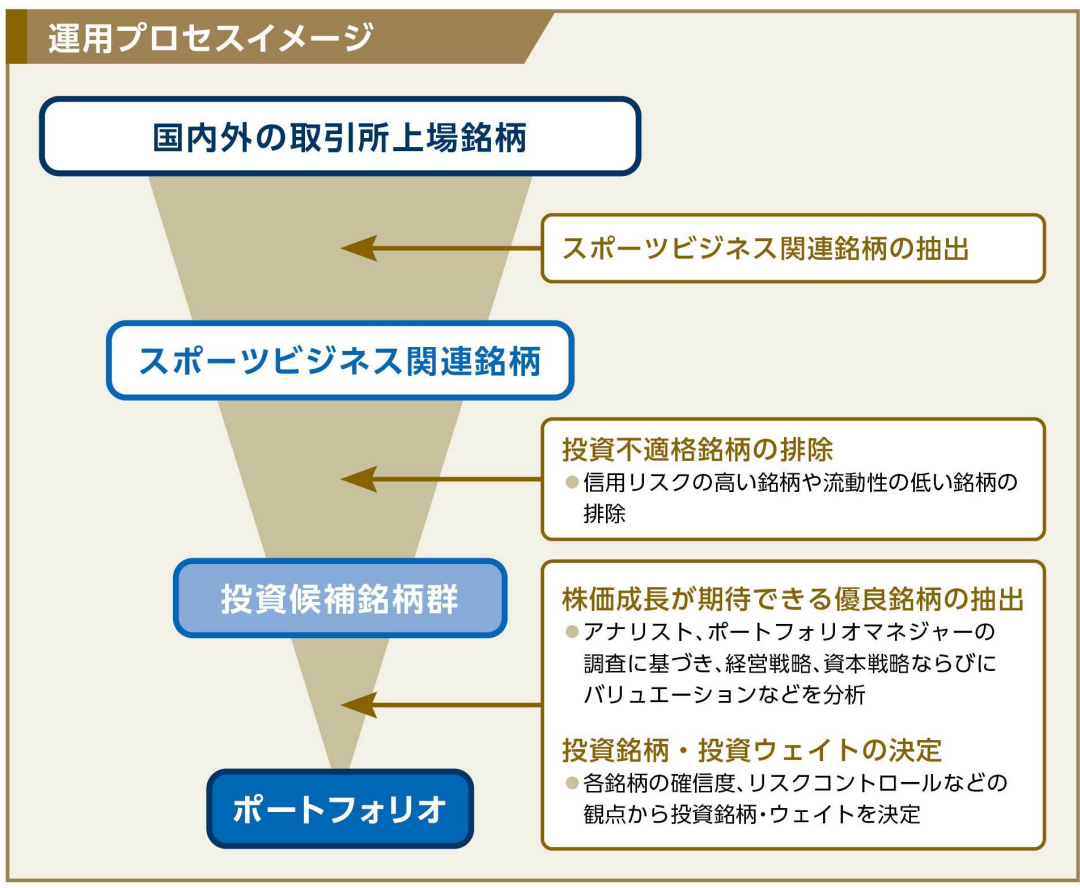 運用プロセスイメージ
国内外の取引所上場銘柄
スポーツビジネス関連銘柄の抽出
スポーツビジネス関連銘柄
投資不適格銘柄の排除
●信用リスクの高い銘柄や流動性の低い銘柄の
排除
投資候補銘柄群
株価成長が期待できる優良銘柄の抽出
●アナリスト、ポートフォリオマネジャーの
調査に基づき、経営戦略、資本戦略ならびに
バリュエーションなどを分析
投資銘柄・投資ウェイトの決定
●各銘柄の確信度、リスクコントロールなどの
観点から投資銘柄・ウェイトを決定
ポートフォリオ